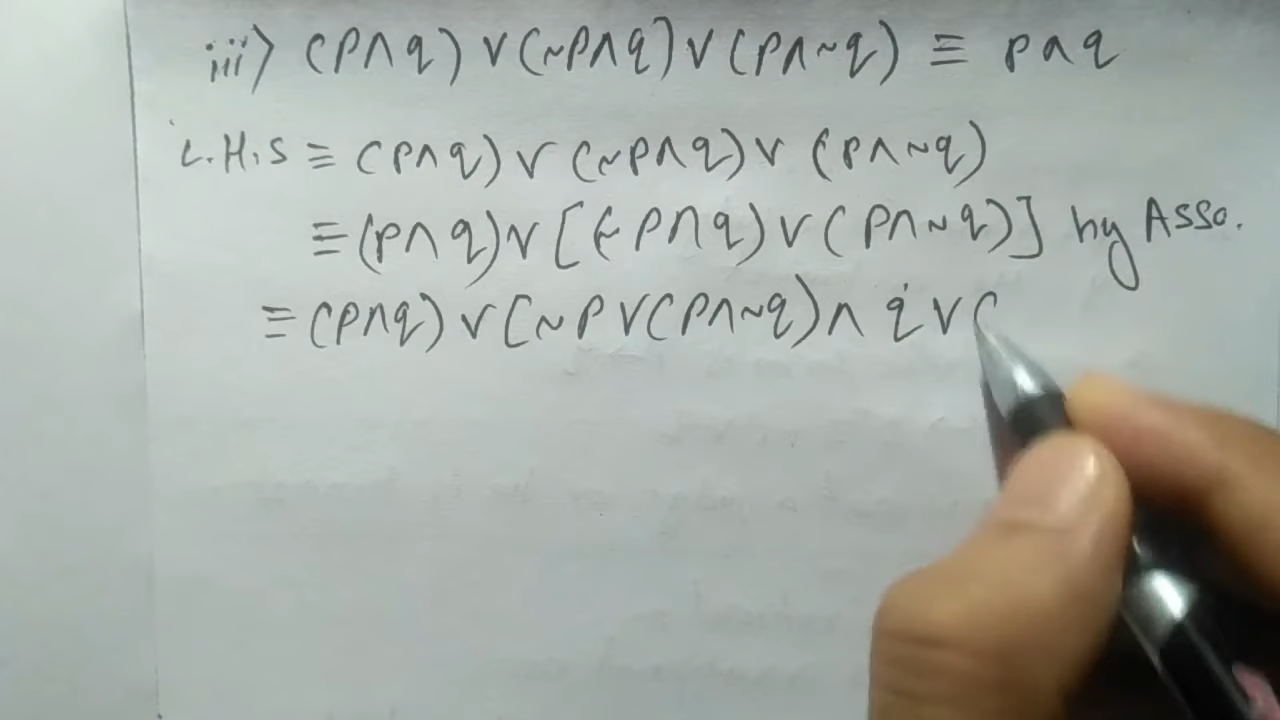 iii) (p∧q) ∨ (~p∧q) ∨ (p∧~q) ≡ p∧q
L.H.S ≡ (p∧q) ∨ (~p∧q) ∨ (p∧~q)
≡ (p∧q) ∨ [(~p∧q) ∨ (p∧~q)] by Asso.
≡ (p∧q) ∨ [~p ∨ (p∧~q) ∧ q ∨ (